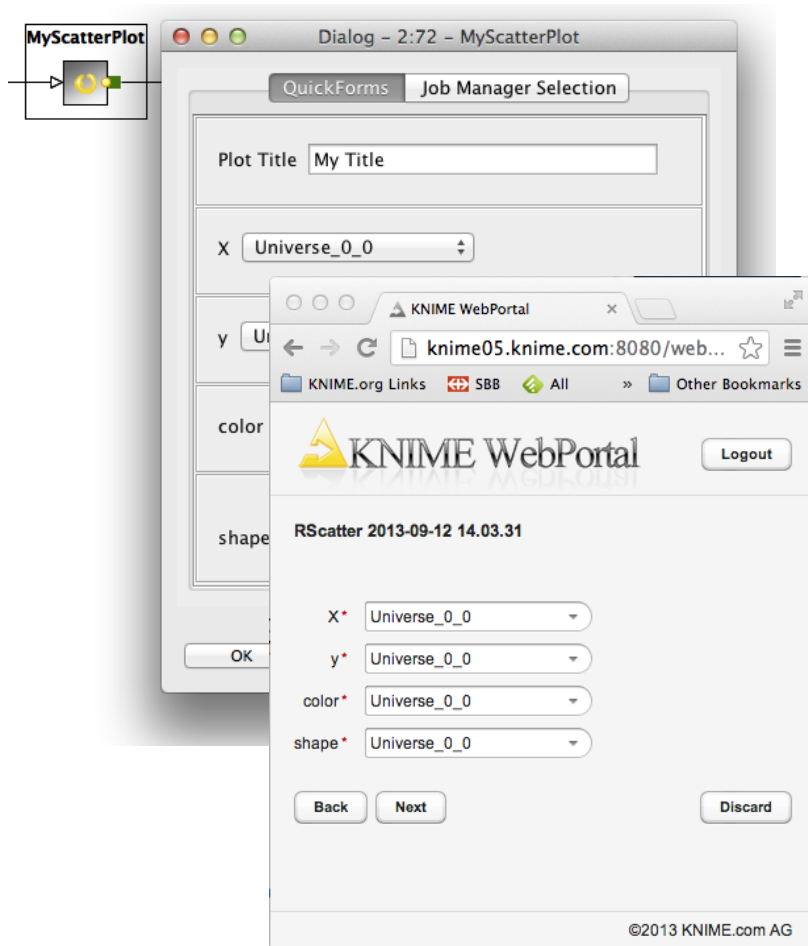 MyScatterPlot
Dialog – 2:72 – MyScatterPlot
QuickForms Job Manager Selection
Plot Title My Title
X Universe_0_0
y
color
shape
OK
KNIME WebPortal
knime05.knime.com:8080/web...
KNIME.org Links SBB All » Other Bookmarks
KNIME WebPortal Logout
RScatter 2013-09-12 14.03.31
X* Universe_0_0
y* Universe_0_0
color* Universe_0_0
shape* Universe_0_0
Back Next Discard
©2013 KNIME.com AG